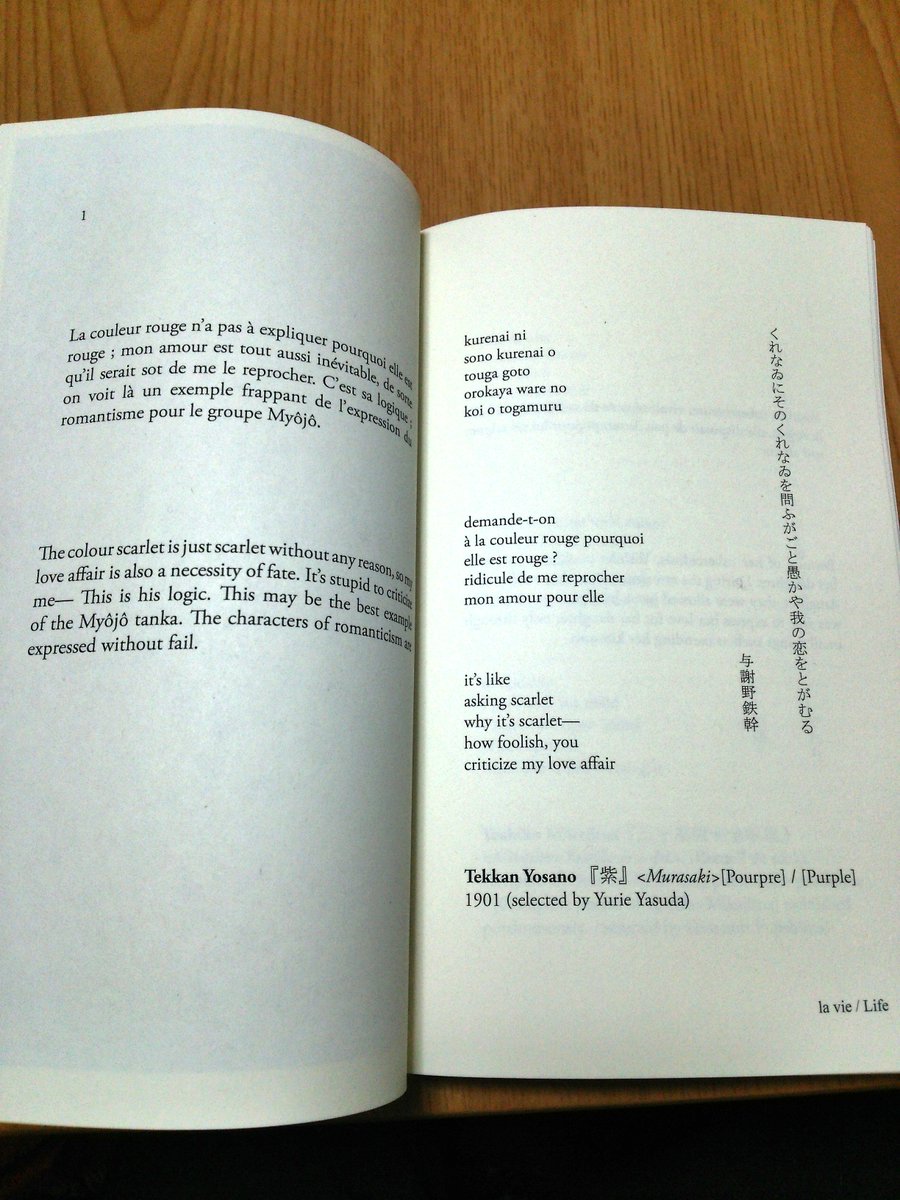 1
La couleur rouge n'a pas à expliquer pourquoi elle est
rouge ; mon amour est tout aussi inévitable, de sorte
qu'il serait sot de me le reprocher. C'est sa logique ;
on voit là un exemple frappant de l'expression du
romantisme pour le groupe Myôjô.
The colour scarlet is just scarlet without any reason, so my
love affair is also a necessity of fate. It's stupid to criticize
me— This is his logic. This may be the best example
of the Myôjô tanka. The characters of romanticism are
expressed without fail.
kurenai ni
sono kurenai o
touga goto
orokaya ware no
koi o togamuru
くれなゐにそのくれなゐを問ふがごと愚かや我の恋をとがむる
与謝野鉄幹
demande-t-on
à la couleur rouge pourquoi
elle est rouge ?
ridicule de me reprocher
mon amour pour elle
it's like
asking scarlet
why it's scarlet—
how foolish, you
criticize my love affair
Tekkan Yosano 『紫』 <Murasaki>[Pourpre] / [Purple]
1901 (selected by Yurie Yasuda)
la vie / Life